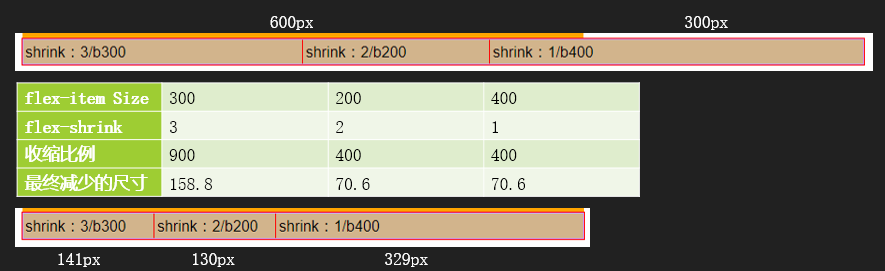 600px 300px
shrink：3/b300 shrink：2/b200 shrink：1/b400
flex-item Size 300 200 400
flex-shrink 3 2 1
收缩比例 900 400 400
最终减少的尺寸 158.8 70.6 70.6
shrink：3/b300 shrink：2/b200 shrink：1/b400
141px 130px 329px